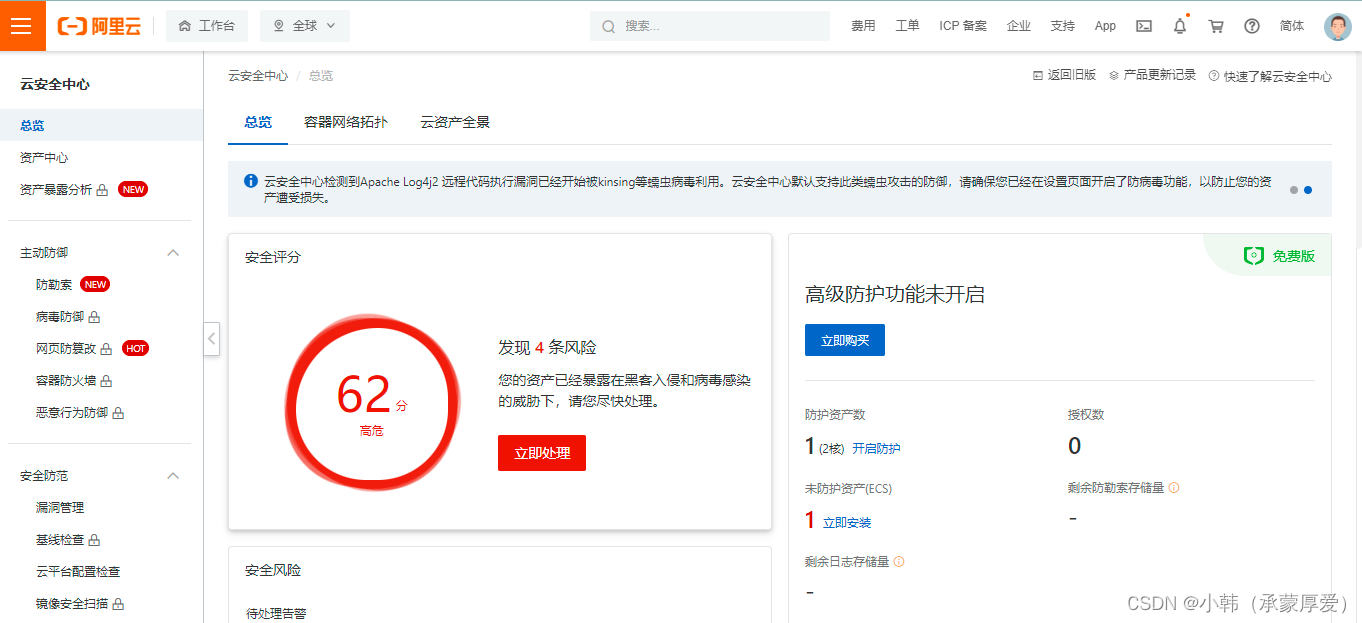 阿里云
工作台
全球
搜索...
费用
工单
ICP 备案
企业
支持
App
简体
云安全中心
总览
资产中心
资产暴露分析 NEW
主动防御
防勒索 NEW
病毒防御
网页防篡改 HOT
容器防火墙
恶意行为防御
安全防范
漏洞管理
基线检查
云平台配置检查
镜像安全扫描
云安全中心 / 总览
返回旧版
产品更新记录
快速了解云安全中心
总览
容器网络拓扑
云资产全景
云安全中心检测到Apache Log4j2 远程代码执行漏洞已经开始被kinsing等蠕虫病毒利用。云安全中心默认支持此类蠕虫攻击的防御，请确保您已经在设置页面开启了防病毒功能，以防止您的资
产遭受损失。
安全评分
62 分
高危
发现 4 条风险
您的资产已经暴露在黑客入侵和病毒感染
的威胁下，请您尽快处理。
立即处理
安全风险
待处理告警
免费版
高级防护功能未开启
立即购买
防护资产数
1 (2核) 开启防护
授权数
0
未防护资产(ECS)
1 立即安装
剩余防勒索存储量
-
剩余日志存储量
-
CSDN @小韩（承蒙厚爱）